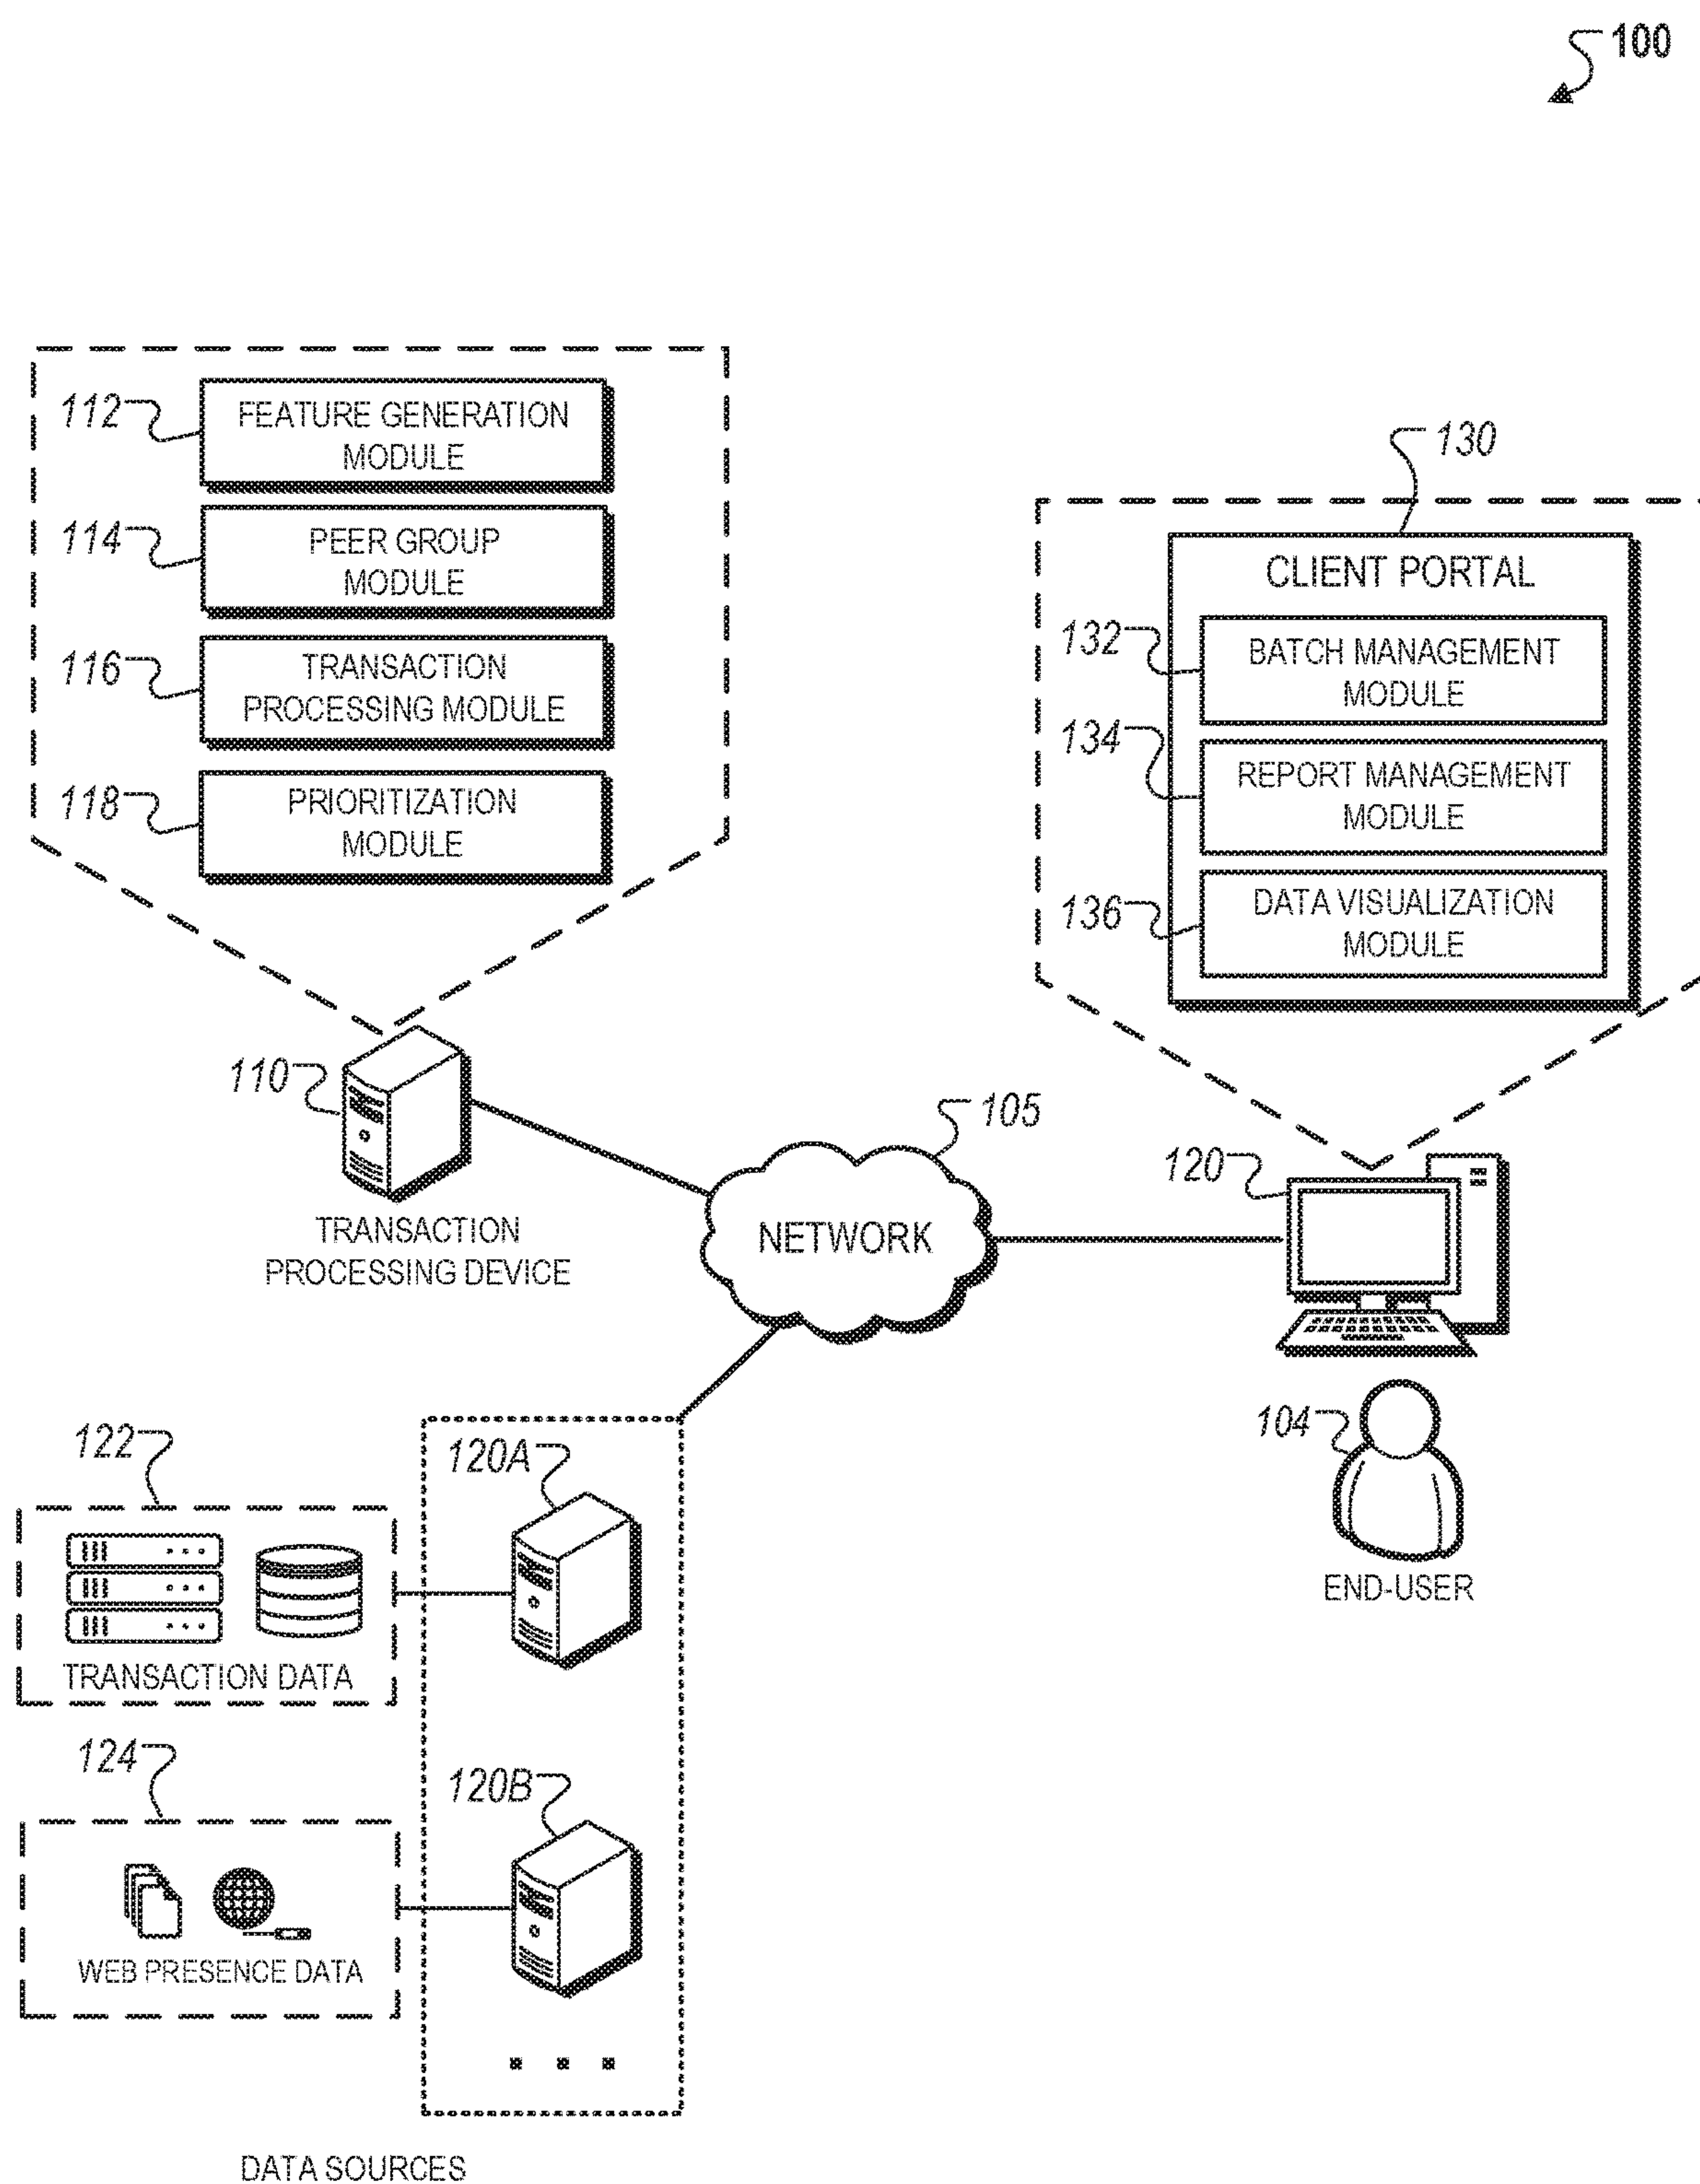 100
112
FEATURE GENERATION
MODULE
114
PEER GROUP
MODULE
116
TRANSACTION
PROCESSING MODULE
118
PRIORITIZATION
MODULE
130
CLIENT PORTAL
132
BATCH MANAGEMENT
MODULE
134
REPORT MANAGEMENT
MODULE
136
DATA VISUALIZATION
MODULE
110
TRANSACTION
PROCESSING DEVICE
105
NETWORK
120
104
END-USER
122
TRANSACTION DATA
120A
124
WEB PRESENCE DATA
120B
DATA SOURCES